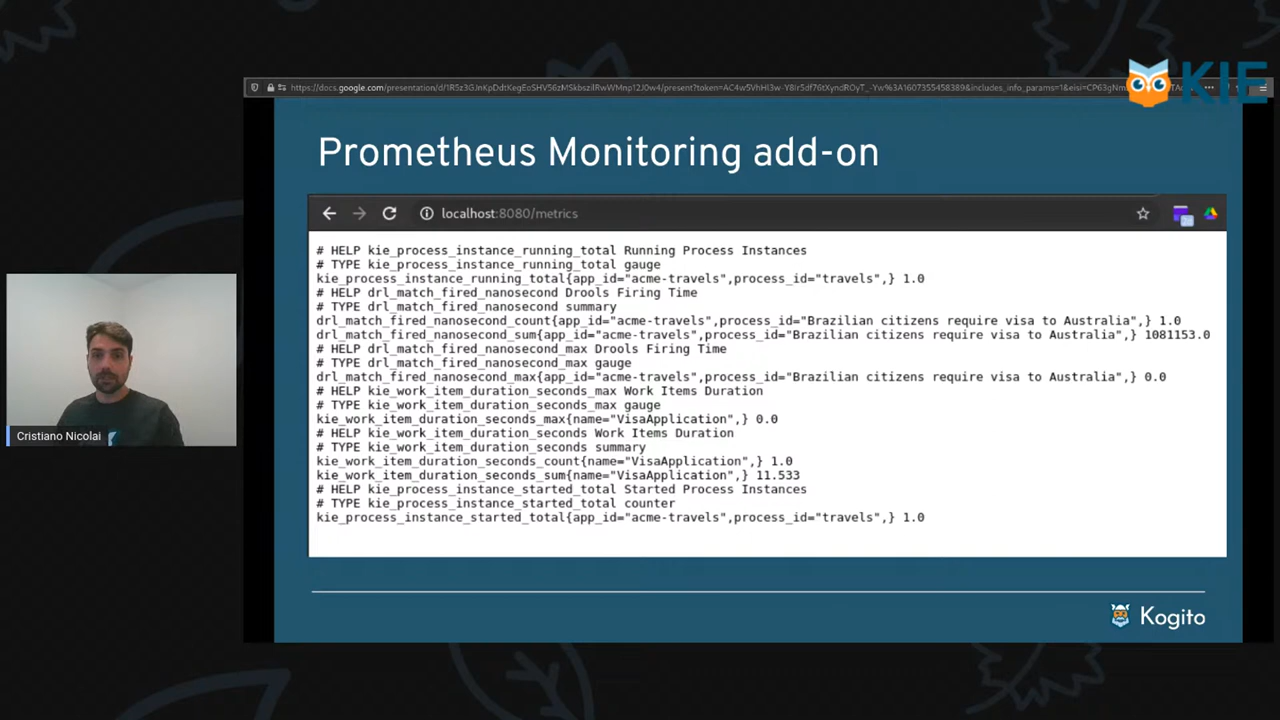 KIE
Prometheus Monitoring add-on
localhost:8080/metrics
# HELP kie_process_instance_running_total Running Process Instances
# TYPE kie_process_instance_running_total gauge
kie_process_instance_running_total{app_id="acme-travels",process_id="travels",} 1.0
# HELP drl_match_fired_nanosecond Drools Firing Time
# TYPE drl_match_fired_nanosecond summary
drl_match_fired_nanosecond_count{app_id="acme-travels",process_id="Brazilian citizens require visa to Australia",} 1.0
drl_match_fired_nanosecond_sum{app_id="acme-travels",process_id="Brazilian citizens require visa to Australia",} 1081153.0
# HELP drl_match_fired_nanosecond_max Drools Firing Time
# TYPE drl_match_fired_nanosecond_max gauge
drl_match_fired_nanosecond_max{app_id="acme-travels",process_id="Brazilian citizens require visa to Australia",} 0.0
# HELP kie_work_item_duration_seconds_max Work Items Duration
# TYPE kie_work_item_duration_seconds_max gauge
kie_work_item_duration_seconds_max{name="VisaApplication",} 0.0
# HELP kie_work_item_duration_seconds Work Items Duration
# TYPE kie_work_item_duration_seconds summary
kie_work_item_duration_seconds_count{name="VisaApplication",} 1.0
kie_work_item_duration_seconds_sum{name="VisaApplication",} 11.533
# HELP kie_process_instance_started_total Started Process Instances
# TYPE kie_process_instance_started_total counter
kie_process_instance_started_total{app_id="acme-travels",process_id="travels",} 1.0
Cristiano Nicolai
Kogito